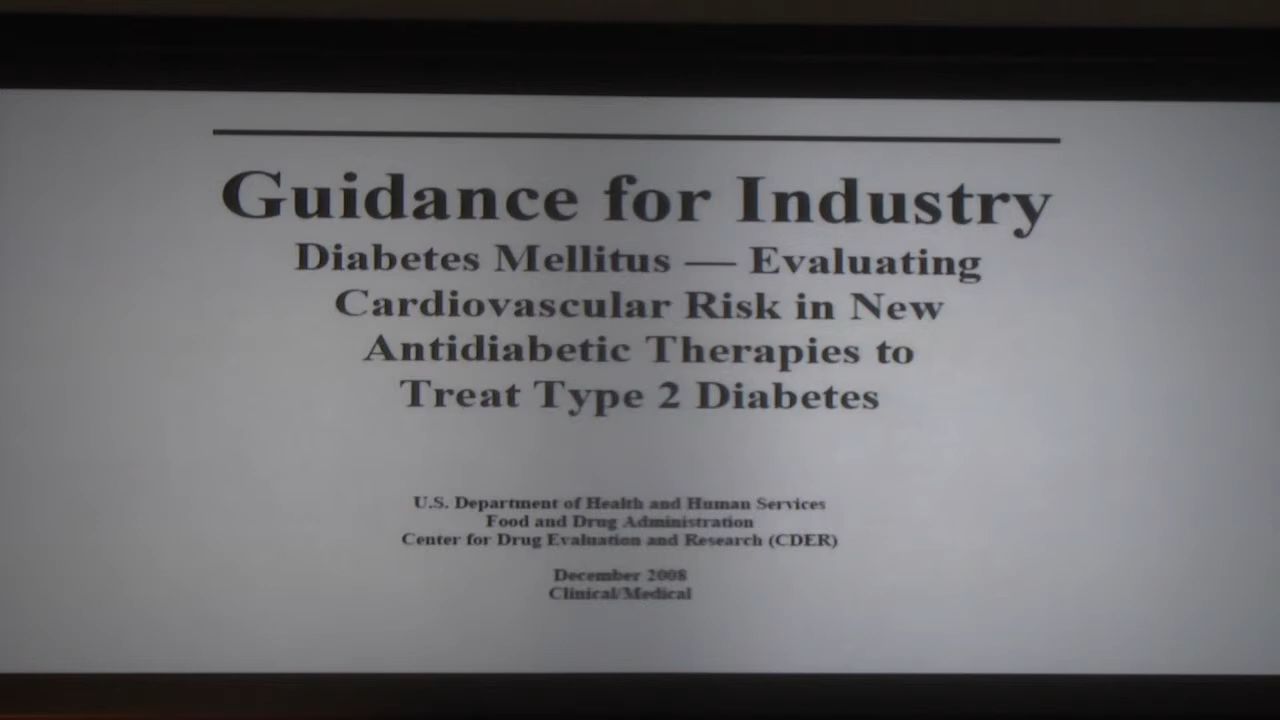 Guidance for Industry
Diabetes Mellitus — Evaluating
Cardiovascular Risk in New
Antidiabetic Therapies to
Treat Type 2 Diabetes
U.S. Department of Health and Human Services
Food and Drug Administration
Center for Drug Evaluation and Research (CDER)
December 2008
Clinical/Medical